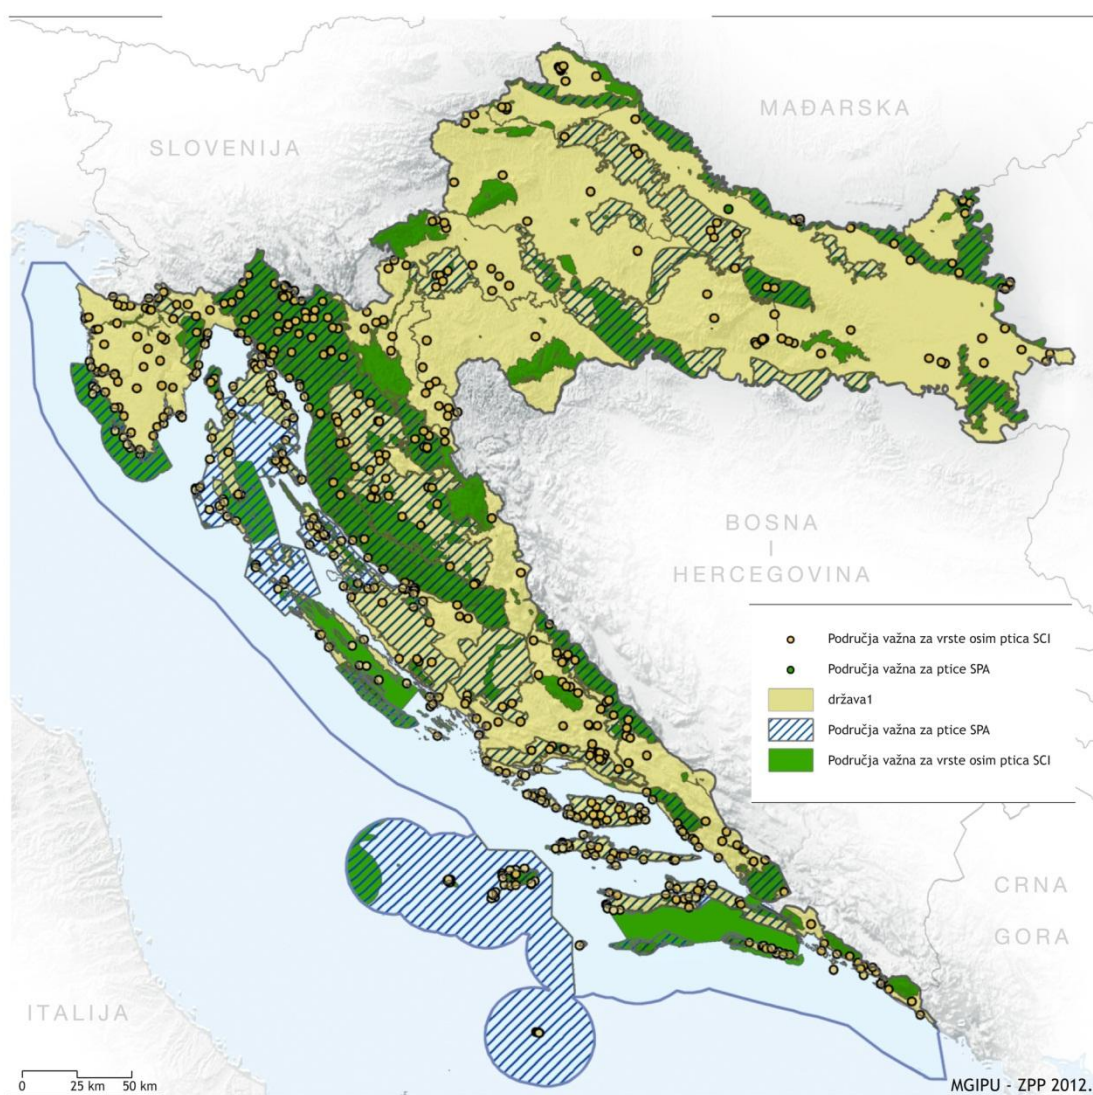 MAĐARSKA
SLOVENIJA
BOSNA
I
HERCEGOVINA
Područja važna za vrste osim ptica SCI
Područja važna za ptice SPA
država1
Područja važna za ptice SPA
Područja važna za vrste osim ptica SCI
CRNA
GORA
ITALIJA
0 25 km 50 km
MGIPU - ZPP 2012.